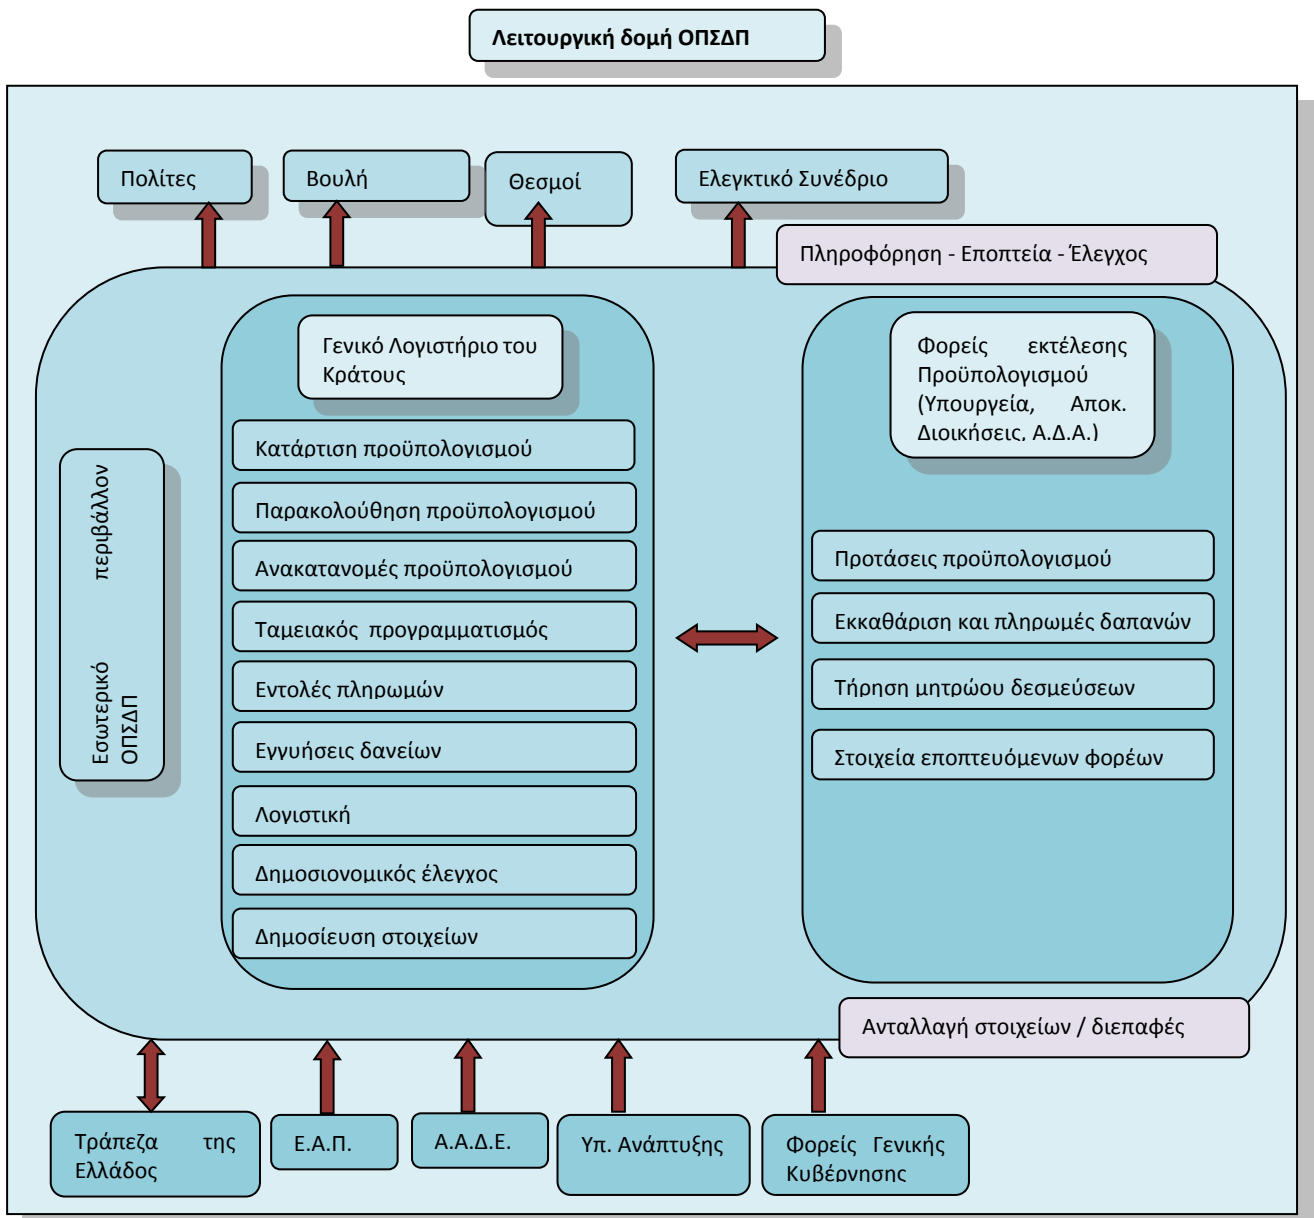 Λειτουργική δομή ΟΠΣΔΠ
Πολίτες
Βουλή
Θεσμοί
Ελεγκτικό Συνέδριο
Πληροφόρηση - Εποπτεία - Έλεγχος
Γενικό Λογιστήριο του
Κράτους
Κατάρτιση προϋπολογισμού
Παρακολούθηση προϋπολογισμού
Ανακατανομές προϋπολογισμού
Ταμειακός προγραμματισμός
Εντολές πληρωμών
Εγγυήσεις δανείων
Λογιστική
Δημοσιονομικός έλεγχος
Δημοσίευση στοιχείων
Φορείς εκτέλεσης
Προϋπολογισμού
(Υπουργεία, Αποκ.
Διοικήσεις, Α.Δ.Α.)
Προτάσεις προϋπολογισμού
Εκκαθάριση και πληρωμές δαπανών
Τήρηση μητρώου δεσμεύσεων
Στοιχεία εποπτευόμενων φορέων
Εσωτερικό περιβάλλον
ΟΠΣΔΠ
Ανταλλαγή στοιχείων / διεπαφές
Τράπεζα της
Ελλάδος
Ε.Α.Π.
Α.Α.Δ.Ε.
Υπ. Ανάπτυξης
Φορείς Γενικής
Κυβέρνησης